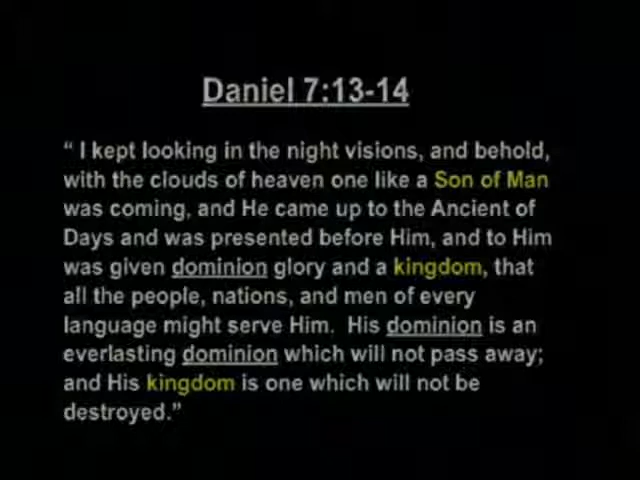 Daniel 7:13-14
“ I kept looking in the night visions, and behold,
with the clouds of heaven one like a Son of Man
was coming, and He came up to the Ancient of
Days and was presented before Him, and to Him
was given dominion glory and a kingdom, that
all the people, nations, and men of every
language might serve Him.  His dominion is an
everlasting dominion which will not pass away;
and His kingdom is one which will not be
destroyed.”